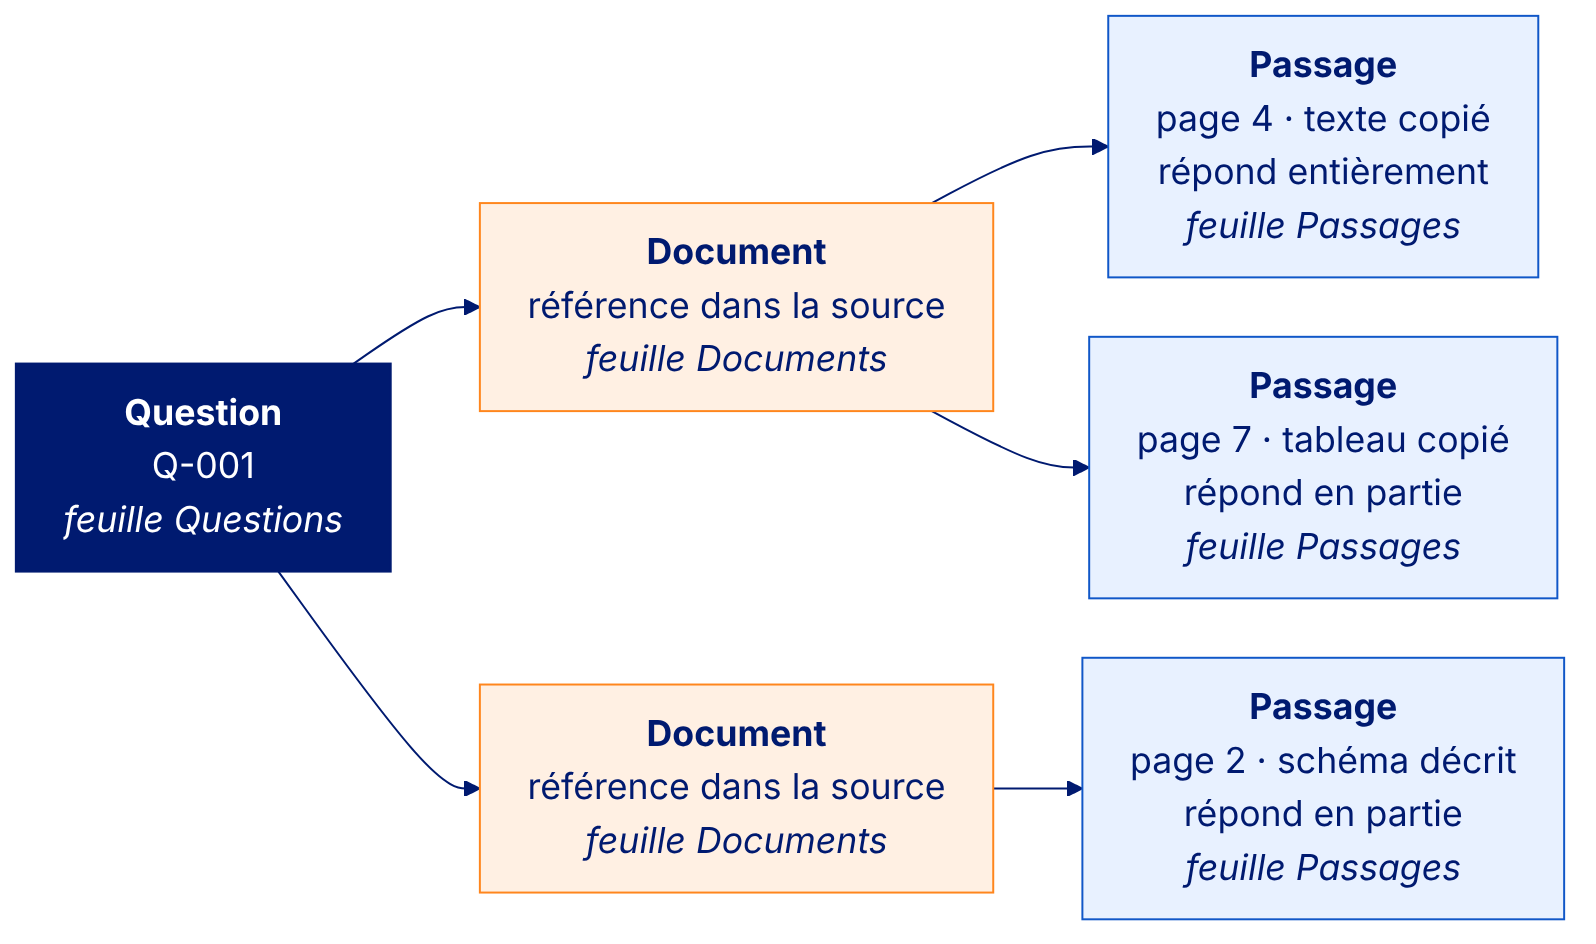 Question
Q-001
feuille Questions
Document
référence dans la source
feuille Documents
Passage
page 4 · texte copié
répond entièrement
feuille Passages
Passage
page 7 · tableau copié
répond en partie
feuille Passages
Document
référence dans la source
feuille Documents
Passage
page 2 · schéma décrit
répond en partie
feuille Passages